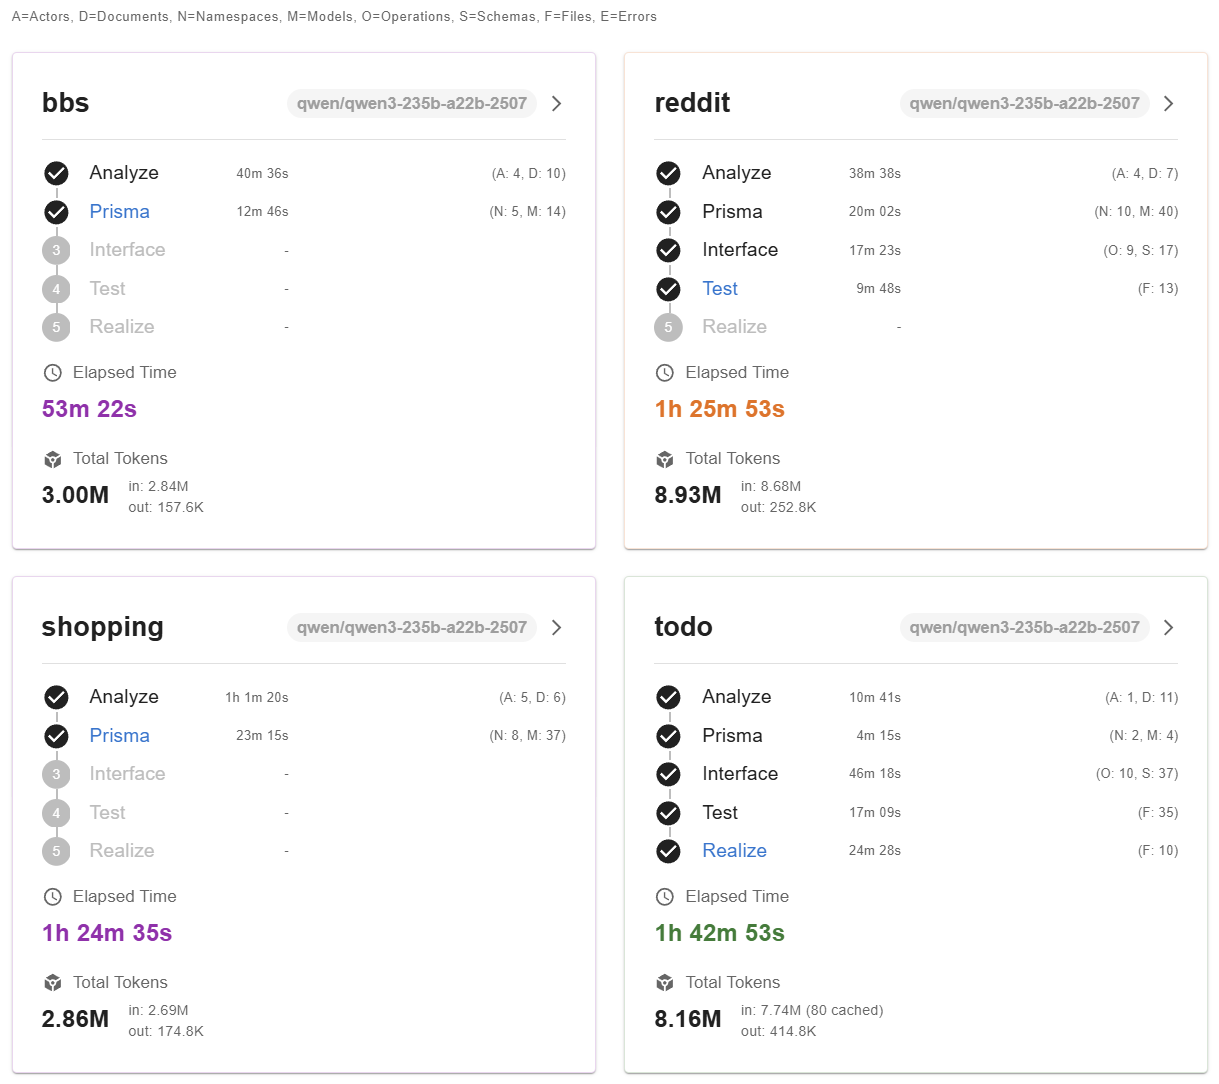 A=Actors, D=Documents, N=Namespaces, M=Models, O=Operations, S=Schemas, F=Files, E=Errors
bbs qwen/qwen3-235b-a22b-2507
Analyze 40m 36s (A: 4, D: 10)
Prisma 12m 46s (N: 5, M: 14)
3 Interface -
4 Test -
5 Realize -
Elapsed Time
53m 22s
Total Tokens
3.00M
in: 2.84M
out: 157.6K
reddit qwen/qwen3-235b-a22b-2507
Analyze 38m 38s (A: 4, D: 7)
Prisma 20m 02s (N: 10, M: 40)
Interface 17m 23s (O: 9, S: 17)
Test 9m 48s (F: 13)
5 Realize -
Elapsed Time
1h 25m 53s
Total Tokens
8.93M
in: 8.68M
out: 252.8K
shopping qwen/qwen3-235b-a22b-2507
Analyze 1h 1m 20s (A: 5, D: 6)
Prisma 23m 15s (N: 8, M: 37)
3 Interface -
4 Test -
5 Realize -
Elapsed Time
1h 24m 35s
Total Tokens
2.86M
in: 2.69M
out: 174.8K
todo qwen/qwen3-235b-a22b-2507
Analyze 10m 41s (A: 1, D: 11)
Prisma 4m 15s (N: 2, M: 4)
Interface 46m 18s (O: 10, S: 37)
Test 17m 09s (F: 35)
Realize 24m 28s (F: 10)
Elapsed Time
1h 42m 53s
Total Tokens
8.16M
in: 7.74M (80 cached)
out: 414.8K